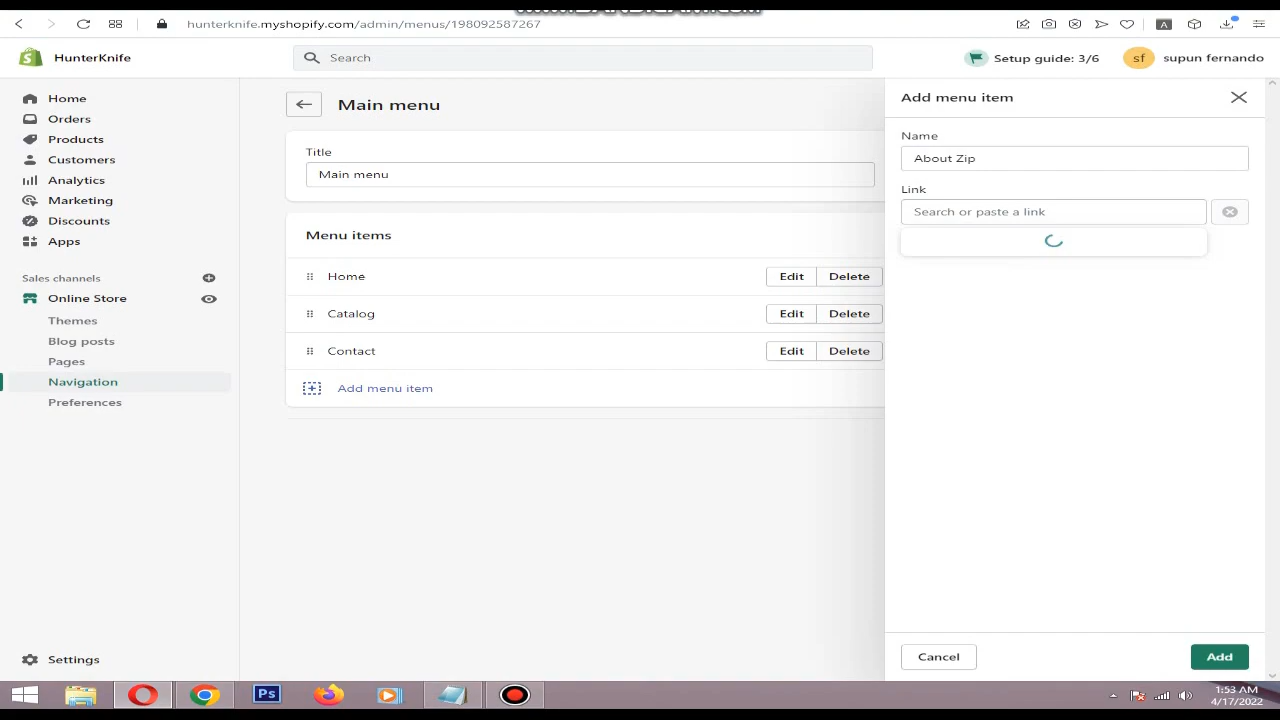 hunterknife.myshopify.com/admin/menus/198092587267
A
HunterKnife
Search
Setup guide: 3/6
sf
supun fernando
Home
Orders
Products
Customers
Analytics
Marketing
Discounts
Apps
Sales channels
Online Store
Themes
Blog posts
Pages
Navigation
Preferences
Settings
Main menu
Title
Main menu
Menu items
Home
Edit
Delete
Catalog
Edit
Delete
Contact
Edit
Delete
Add menu item
Add menu item
Name
About Zip
Link
Search or paste a link
Cancel
Add
Ps
1:53 AM
4/17/2022